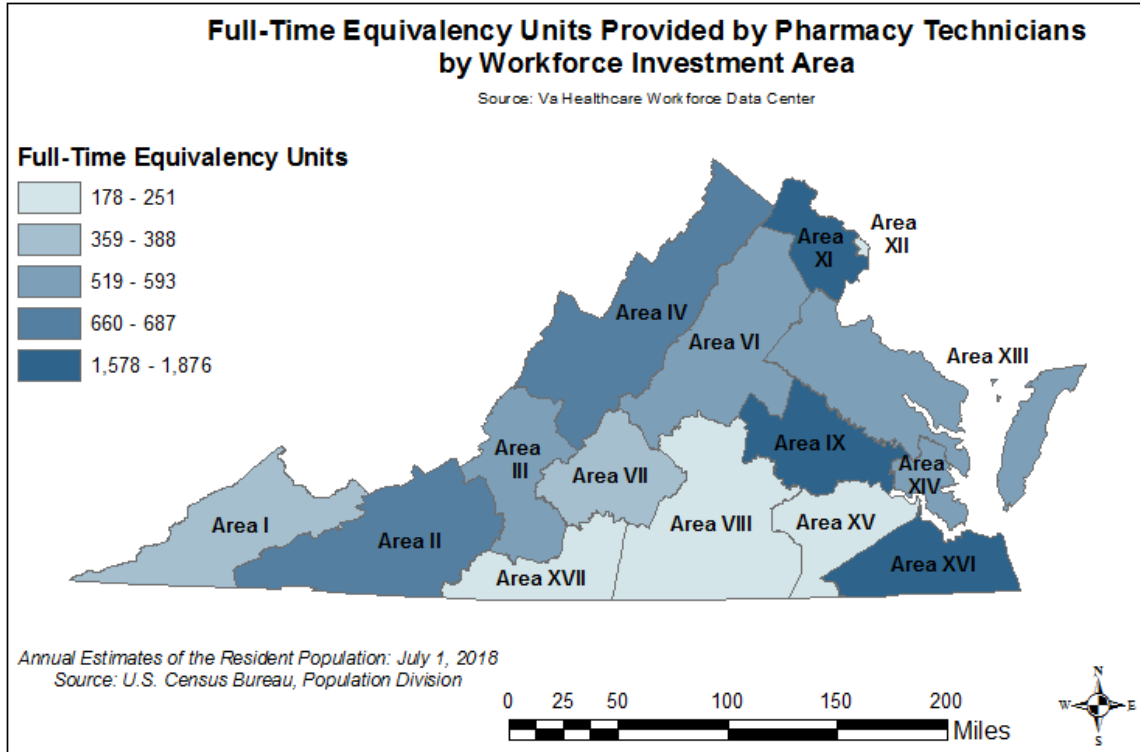 Full-Time Equivalency Units Provided by Pharmacy Technicians
by Workforce Investment Area
Source: Va Healthcare Workforce Data Center
Full-Time Equivalency Units
178 - 251
359 - 388
519 - 593
660 - 687
1,578 - 1,876
Area
XII
Area
XI
Area IV
Area VI
Area XIII
Area
III
Area IX
Area VII
Area
XIV
Area I
Area II
Area VIII
Area XV
Area XVII
Area XVI
Annual Estimates of the Resident Population: July 1, 2018
Source: U.S. Census Bureau, Population Division
0 25 50 100 150 200
Miles
N
W E
S